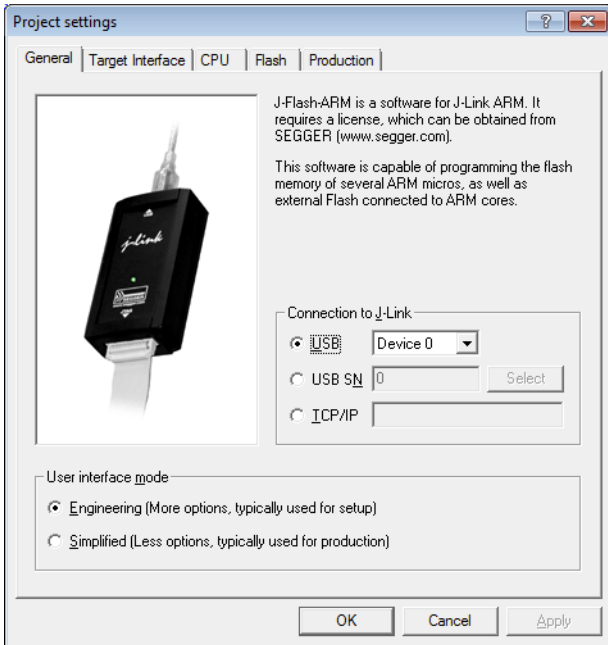 Project settings
General
Target Interface
CPU
Flash
Production
J-Flash-ARM is a software for J-Link ARM. It
requires a license, which can be obtained from
SEGGER (www.segger.com).
This software is capable of programming the flash
memory of several ARM micros, as well as
external Flash connected to ARM cores.
j-link
Connection to J-Link
USB
Device 0
USB SN
0
Select
TCP/IP
User interface mode
Engineering (More options, typically used for setup)
Simplified (Less options, typically used for production)
OK
Cancel
Apply